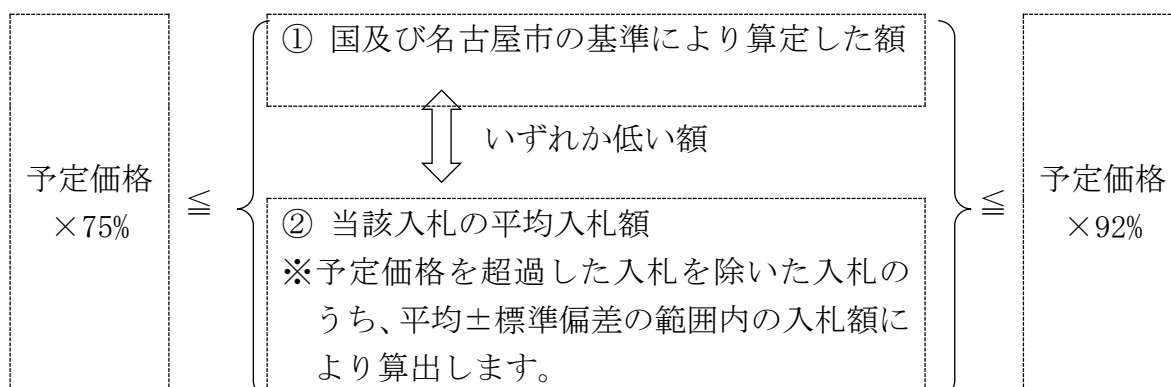 ① 国及び名古屋市の基準により算定した額
いずれか低い額
予定価格
×75%
≦
② 当該入札の平均入札額
※予定価格を超過した入札を除いた入札の
うち、平均±標準偏差の範囲内の入札額に
より算出します。
≦
予定価格
×92%